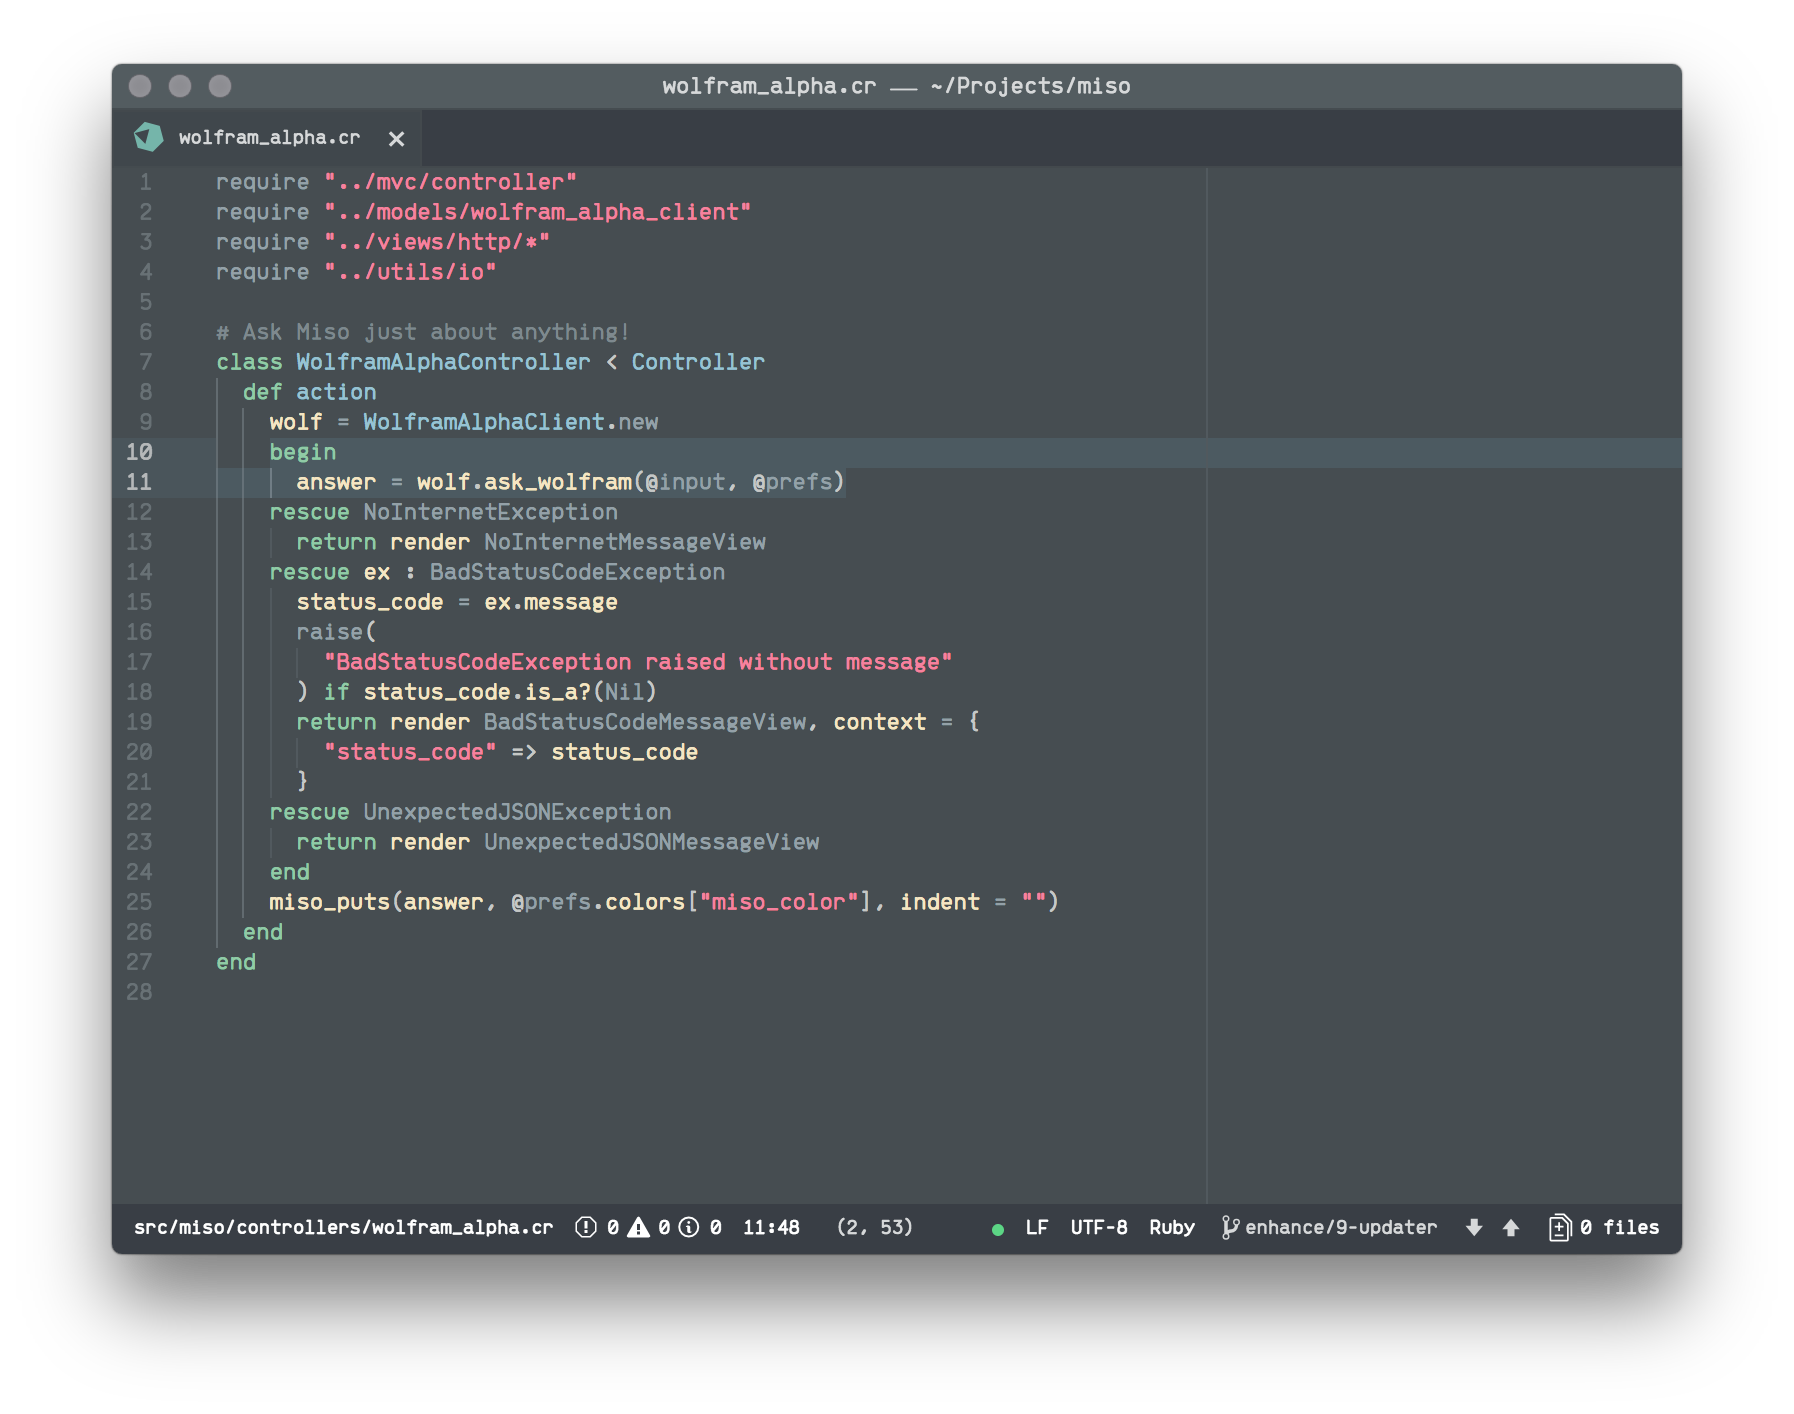 wolfram_alpha.cr — ~/Projects/miso
wolfram_alpha.cr ×
1 require "../mvc/controller"
2 require "../models/wolfram_alpha_client"
3 require "../views/http/*"
4 require "../utils/io"
5
6 # Ask Miso just about anything!
7 class WolframAlphaController < Controller
8   def action
9     wolf = WolframAlphaClient.new
10     begin
11       answer = wolf.ask_wolfram(@input, @prefs)
12     rescue NoInternetException
13       return render NoInternetMessageView
14     rescue ex : BadStatusCodeException
15       status_code = ex.message
16       raise(
17         "BadStatusCodeException raised without message"
18       ) if status_code.is_a?(Nil)
19       return render BadStatusCodeMessageView, context = {
20         "status_code" => status_code
21       }
22     rescue UnexpectedJSONException
23       return render UnexpectedJSONMessageView
24     end
25     miso_puts(answer, @prefs.colors["miso_color"], indent = "")
26   end
27 end
28
src/miso/controllers/wolfram_alpha.cr 0 0 0 11:48 (2, 53) LF UTF-8 Ruby enhance/9-updater 0 files